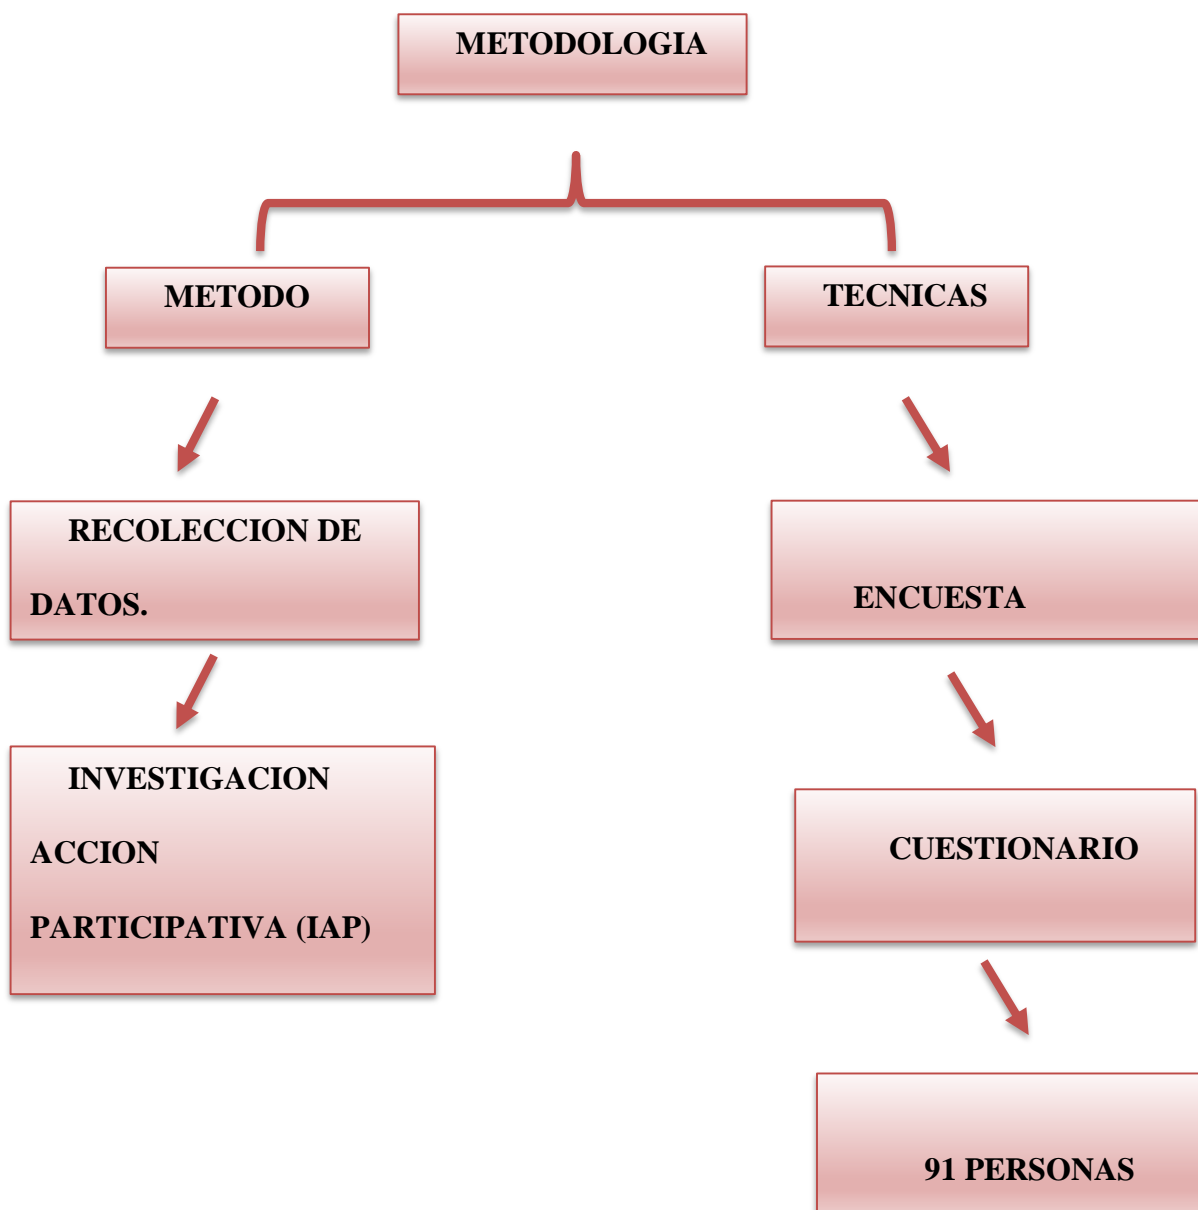 METODOLOGIA
METODO
TECNICAS
RECOLECCION DE
DATOS.
ENCUESTA
INVESTIGACION
ACCION
PARTICIPATIVA (IAP)
CUESTIONARIO
91 PERSONAS